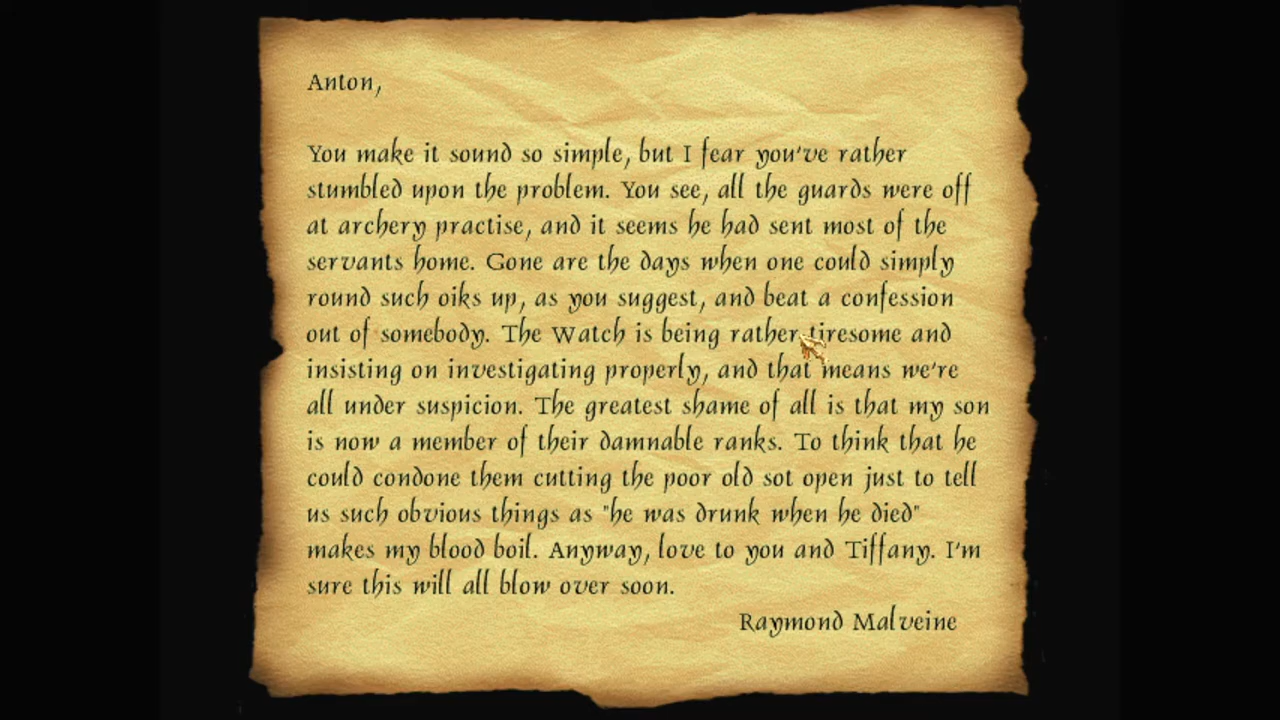 Anton,
You make it sound so simple, but I fear you've rather
stumbled upon the problem. You see, all the guards were off
at archery practise, and it seems he had sent most of the
servants home. Gone are the days when one could simply
round such oiks up, as you suggest, and beat a confession
out of somebody. The Watch is being rather tiresome and
insisting on investigating properly, and that means we're
all under suspicion. The greatest shame of all is that my son
is now a member of their damnable ranks. To think that he
could condone them cutting the poor old sot open just to tell
us such obvious things as "he was drunk when he died"
makes my blood boil. Anyway, love to you and Tiffany. I'm
sure this will all blow over soon.
Raymond Malveine